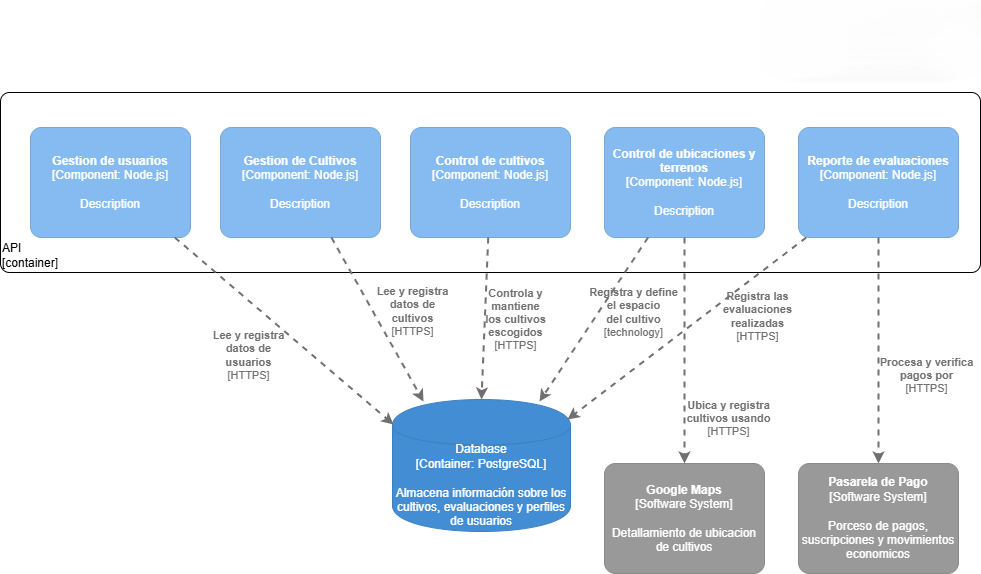 Gestion de usuarios
[Component: Node.js]
Description
Gestion de Cultivos
[Component: Node.js]
Description
Control de cultivos
[Component: Node.js]
Description
Control de ubicaciones y
terrenos
[Component: Node.js]
Description
Reporte de evaluaciones
[Component: Node.js]
Description
API
[container]
Lee y registra
datos de
usuarios
[HTTPS]
Lee y registra
datos de
cultivos
[HTTPS]
Controla y
mantiene
los cultivos
escogidos
[HTTPS]
Registra y define
el espacio
del cultivo
[technology]
Registra las
evaluaciones
realizadas
[HTTPS]
Procesa y verifica
pagos por
[HTTPS]
Ubica y registra
cultivos usando
[HTTPS]
Database
[Container: PostgreSQL]
Almacena información sobre los
cultivos, evaluaciones y perfiles
de usuarios
Google Maps
[Software System]
Detallamiento de ubicacion
de cultivos
Pasarela de Pago
[Software System]
Porceso de pagos,
suscripciones y movimientos
economicos